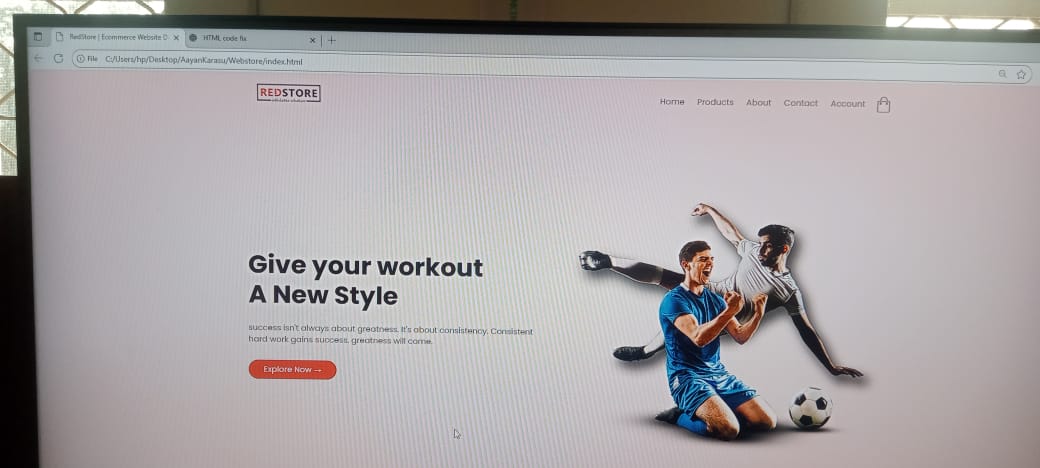 RedStore | Ecommerce Website D
HTML code fix
File C:/Users/hp/Desktop/AayanKarasu/Webstore/index.html
REDSTORE
Home Products About Contact Account
Give your workout
A New Style
success isn't always about greatness. It's about consistency. Consistent
hard work gains success. greatness will come.
Explore Now →